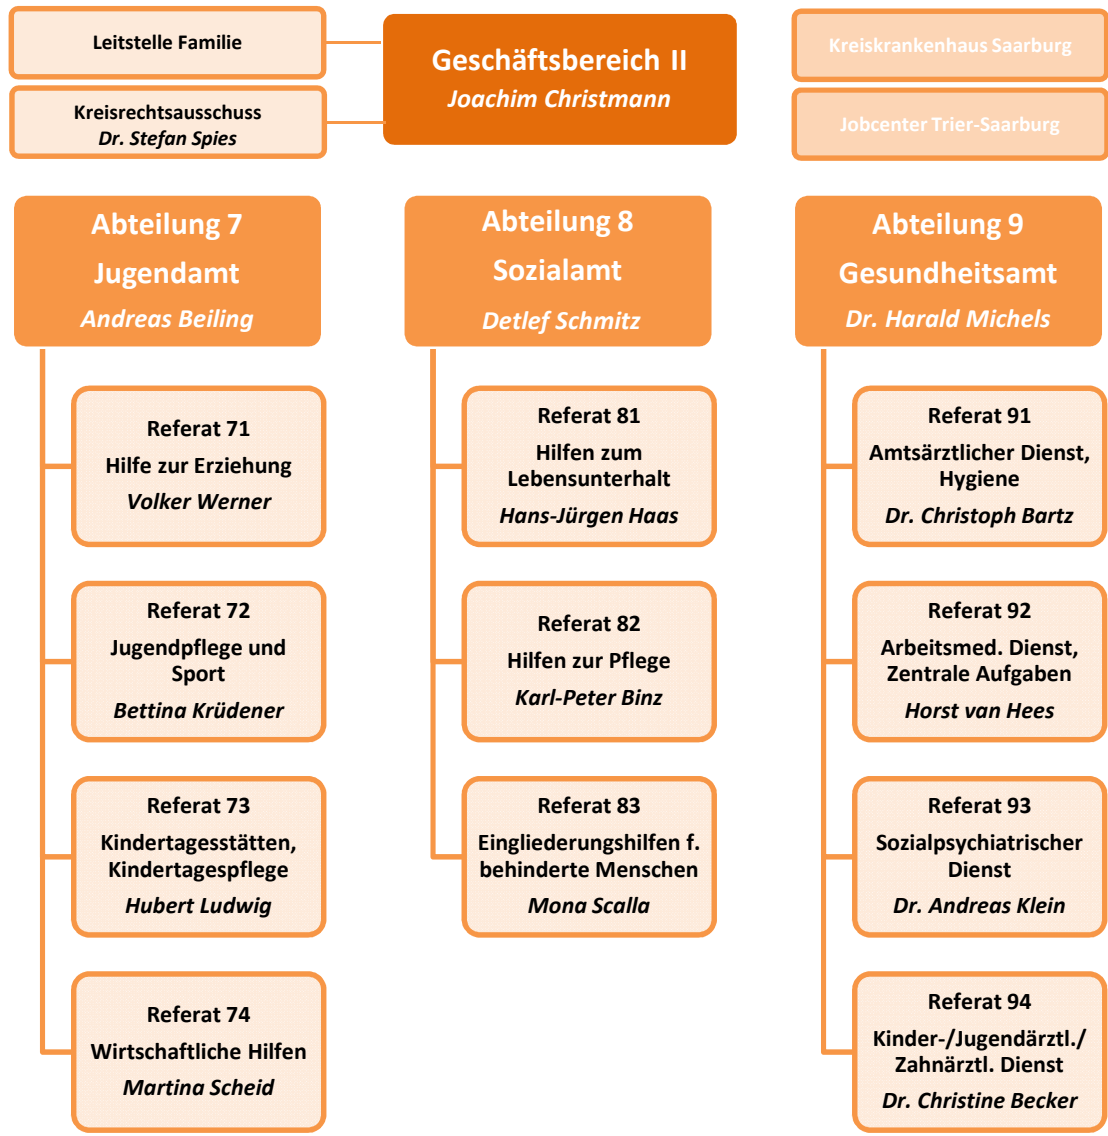 Leitstelle Familie
Kreisrechtsausschuss
Dr. Stefan Spies
Geschäftsbereich II
Joachim Christmann
Kreiskrankenhaus Saarburg
Jobcenter Trier-Saarburg
Abteilung 7
Jugendamt
Andreas Beiling
Referat 71
Hilfe zur Erziehung
Volker Werner
Referat 72
Jugendpflege und
Sport
Bettina Krüdener
Referat 73
Kindertagesstätten,
Kindertagespflege
Hubert Ludwig
Referat 74
Wirtschaftliche Hilfen
Martina Scheid
Abteilung 8
Sozialamt
Detlef Schmitz
Referat 81
Hilfen zum
Lebensunterhalt
Hans-Jürgen Haas
Referat 82
Hilfen zur Pflege
Karl-Peter Binz
Referat 83
Eingliederungshilfen f.
behinderte Menschen
Mona Scalla
Abteilung 9
Gesundheitsamt
Dr. Harald Michels
Referat 91
Amtsärztlicher Dienst,
Hygiene
Dr. Christoph Bartz
Referat 92
Arbeitsmed. Dienst,
Zentrale Aufgaben
Horst van Hees
Referat 93
Sozialpsychiatrischer
Dienst
Dr. Andreas Klein
Referat 94
Kinder-/Jugendärztl./
Zahnärztl. Dienst
Dr. Christine Becker